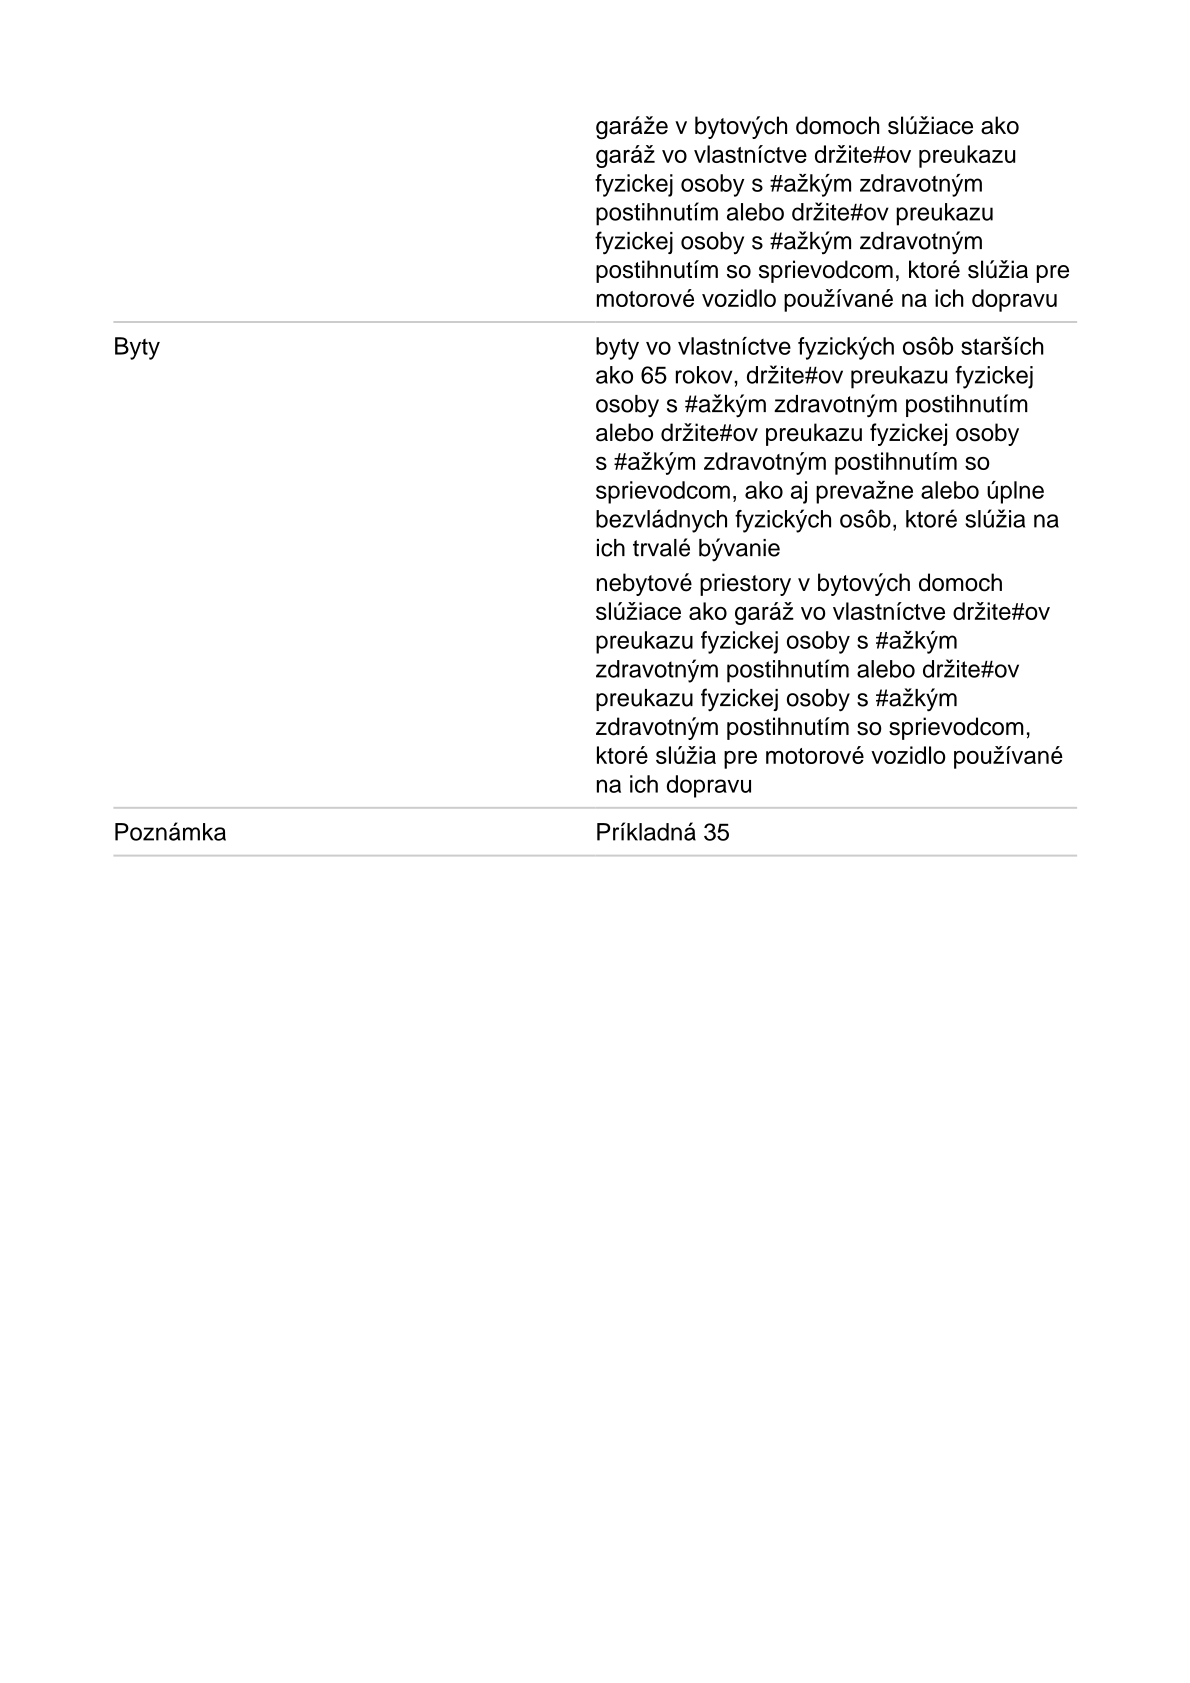 garáže v bytových domoch slúžiace ako
garáž vo vlastníctve držite#ov preukazu
fyzickej osoby s #ažkým zdravotným
postihnutím alebo držite#ov preukazu
fyzickej osoby s #ažkým zdravotným
postihnutím so sprievodcom, ktoré slúžia pre
motorové vozidlo používané na ich dopravu
Byty
byty vo vlastníctve fyzických osôb starších
ako 65 rokov, držite#ov preukazu fyzickej
osoby s #ažkým zdravotným postihnutím
alebo držite#ov preukazu fyzickej osoby
s #ažkým zdravotným postihnutím so
sprievodcom, ako aj prevažne alebo úplne
bezvládnych fyzických osôb, ktoré slúžia na
ich trvalé bývanie
nebytové priestory v bytových domoch
slúžiace ako garáž vo vlastníctve držite#ov
preukazu fyzickej osoby s #ažkým
zdravotným postihnutím alebo držite#ov
preukazu fyzickej osoby s #ažkým
zdravotným postihnutím so sprievodcom,
ktoré slúžia pre motorové vozidlo používané
na ich dopravu
Poznámka
Príkladná 35